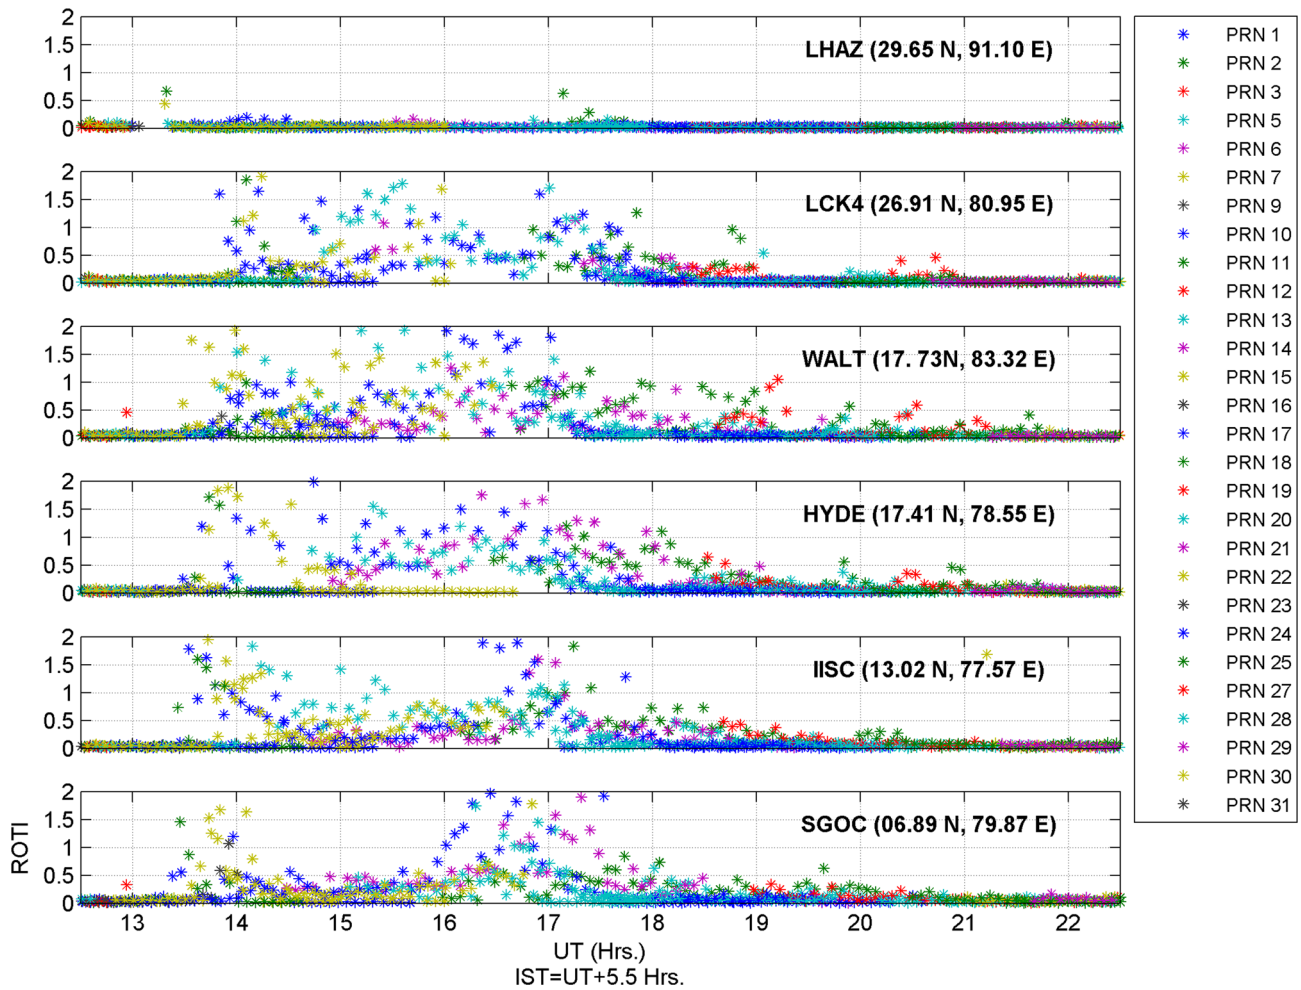 2
1.5
1
0.5
0
LHAZ (29.65 N, 91.10 E)
2
1.5
1
0.5
0
LCK4 (26.91 N, 80.95 E)
2
1.5
1
0.5
0
WALT (17. 73N, 83.32 E)
2
1.5
1
0.5
0
HYDE (17.41 N, 78.55 E)
2
1.5
1
0.5
0
IISC (13.02 N, 77.57 E)
2
1.5
1
0.5
0
SGOC (06.89 N, 79.87 E)
ROTI
13 14 15 16 17 18 19 20 21 22
UT (Hrs.)
IST=UT+5.5 Hrs.
PRN 1
PRN 2
PRN 3
PRN 5
PRN 6
PRN 7
PRN 9
PRN 10
PRN 11
PRN 12
PRN 13
PRN 14
PRN 15
PRN 16
PRN 17
PRN 18
PRN 19
PRN 20
PRN 21
PRN 22
PRN 23
PRN 24
PRN 25
PRN 27
PRN 28
PRN 29
PRN 30
PRN 31